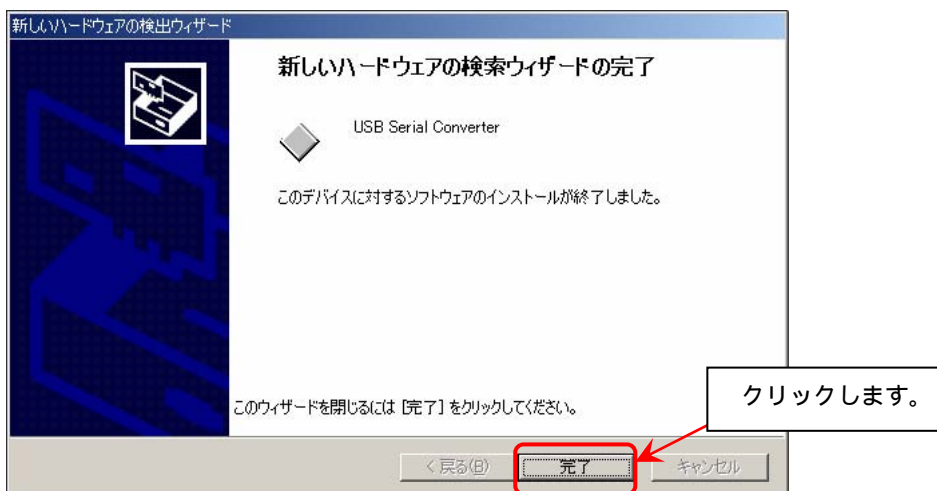 新しいハードウェアの検出ウィザード
新しいハードウェアの検索ウィザードの完了
USB Serial Converter
このデバイスに対するソフトウェアのインストールが終了しました。
このウィザードを閉じるには [完了] をクリックしてください。
クリックします。
< 戻る(B)
完了
キャンセル